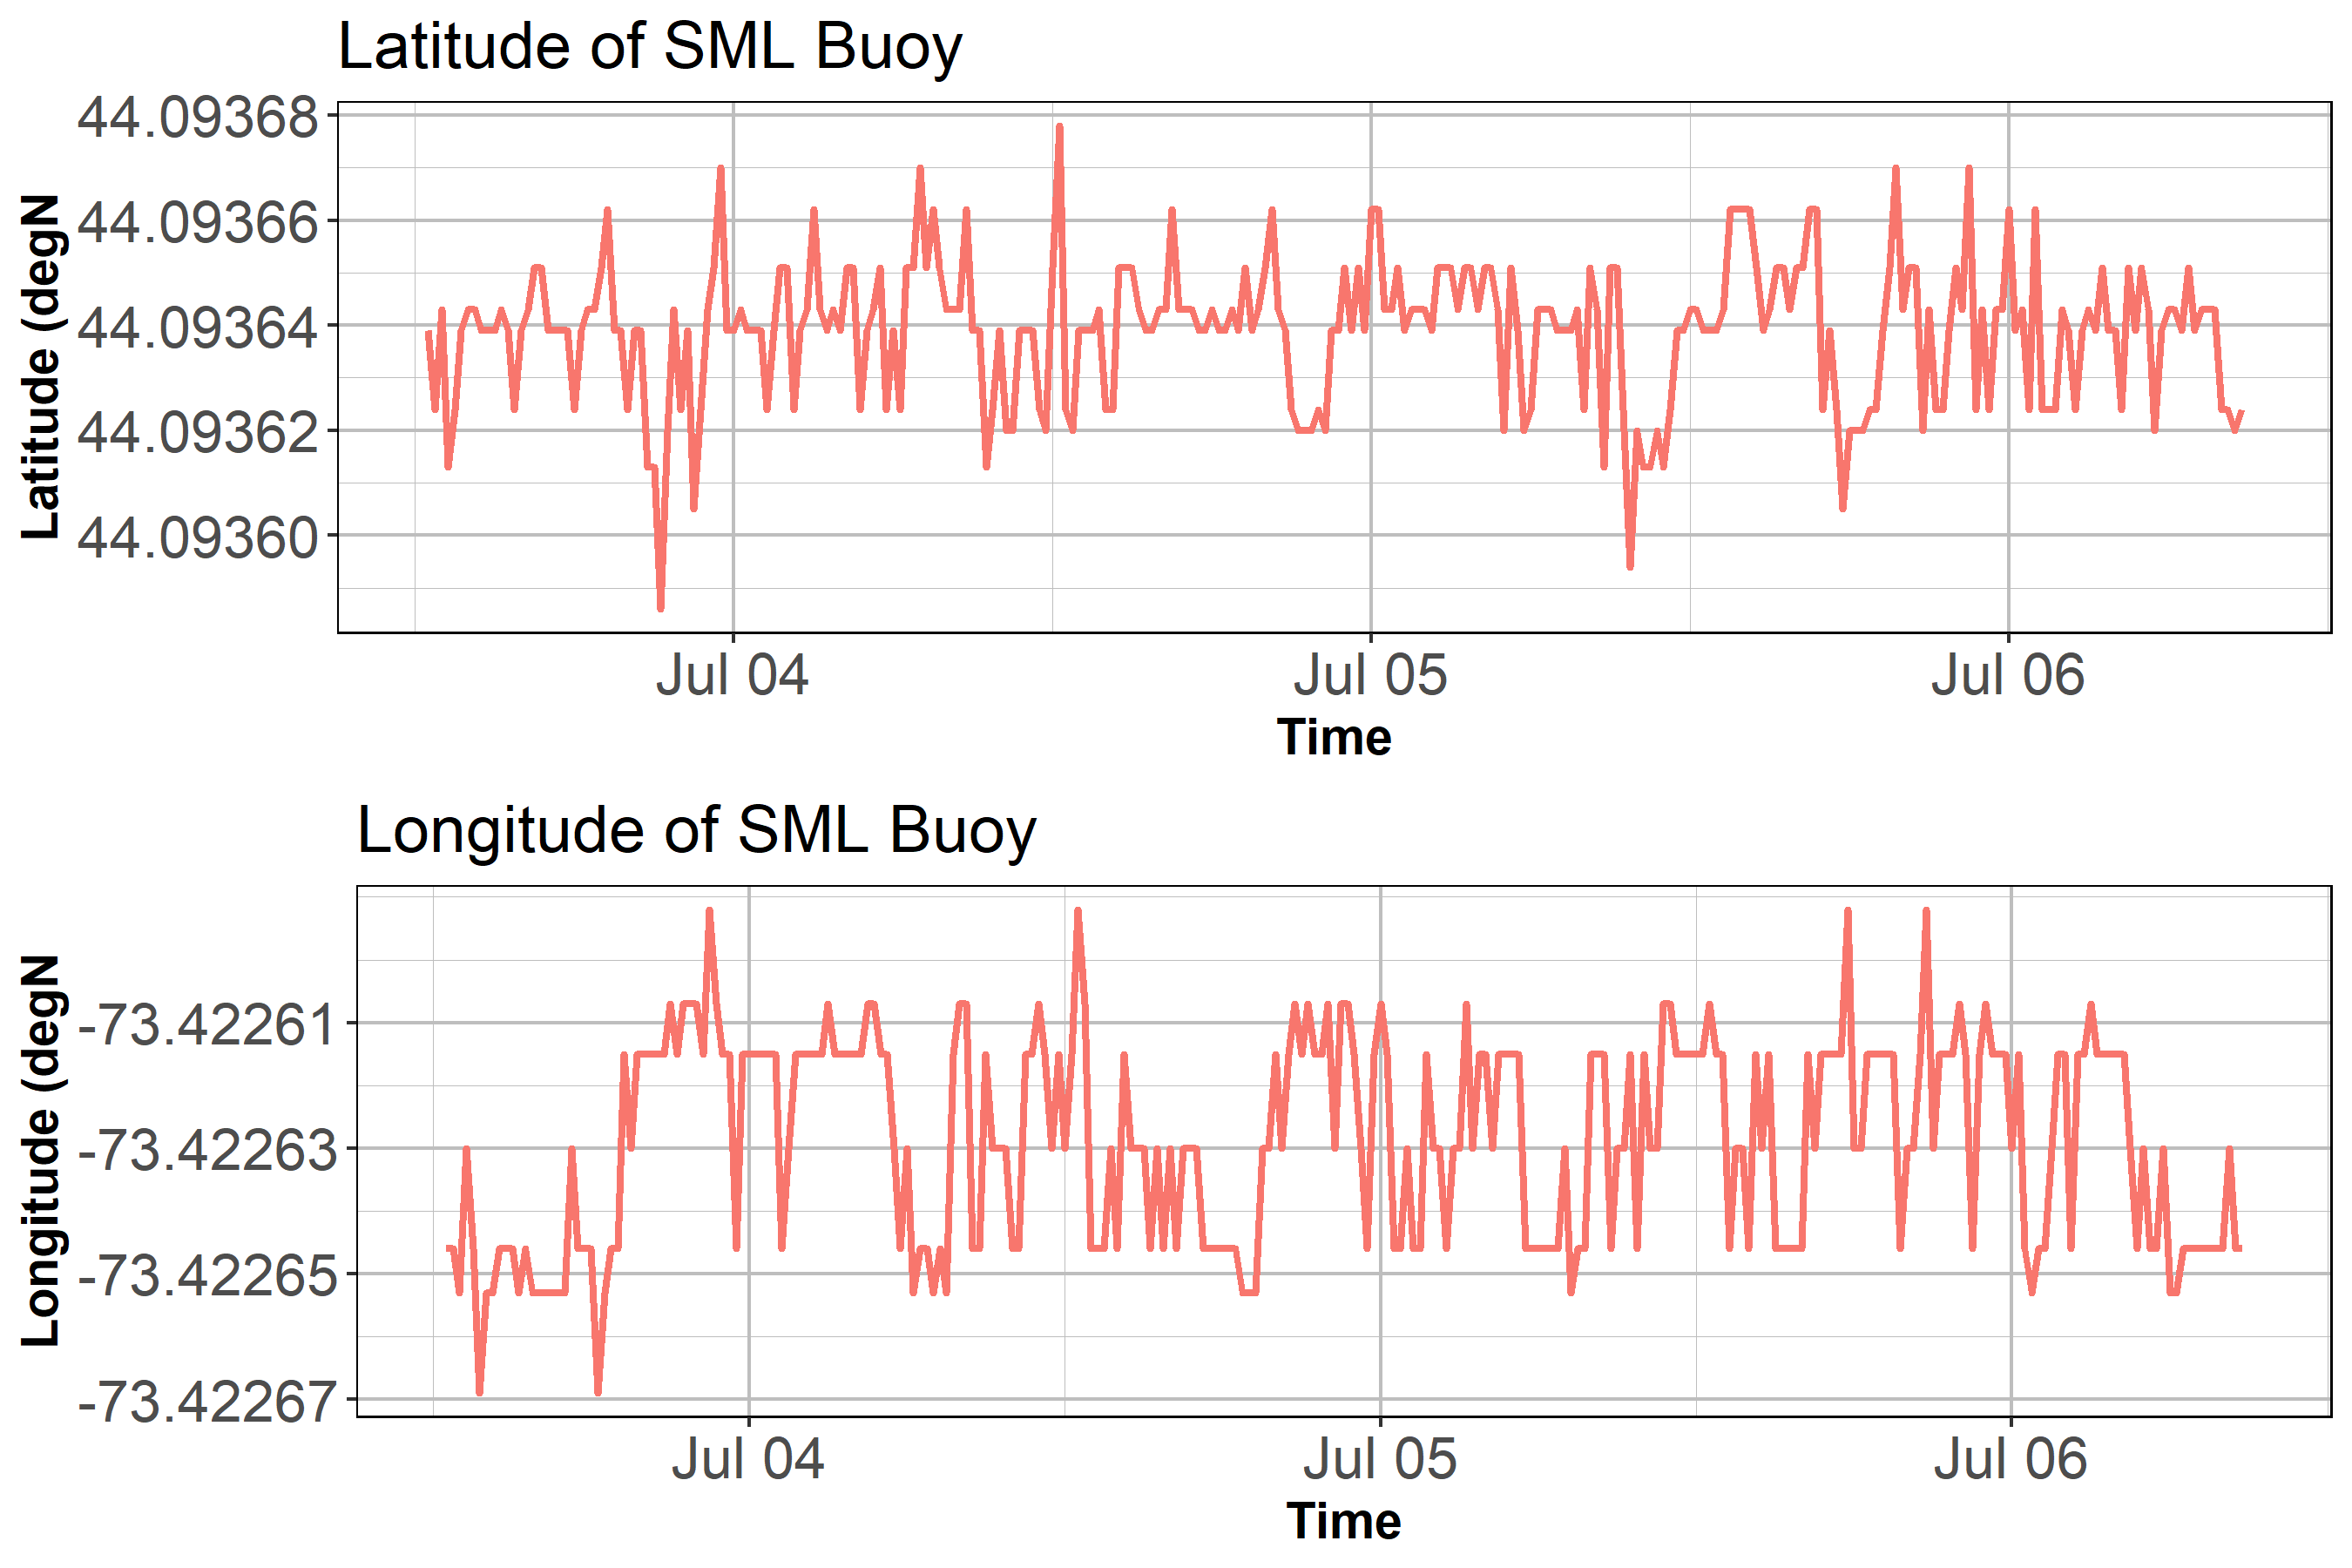 Latitude of SML Buoy
Latitude (degN
44.09368
44.09366
44.09364
44.09362
44.09360
Jul 04 Jul 05 Jul 06
Time
Longitude of SML Buoy
Longitude (degN
-73.42261
-73.42263
-73.42265
-73.42267
Jul 04 Jul 05 Jul 06
Time